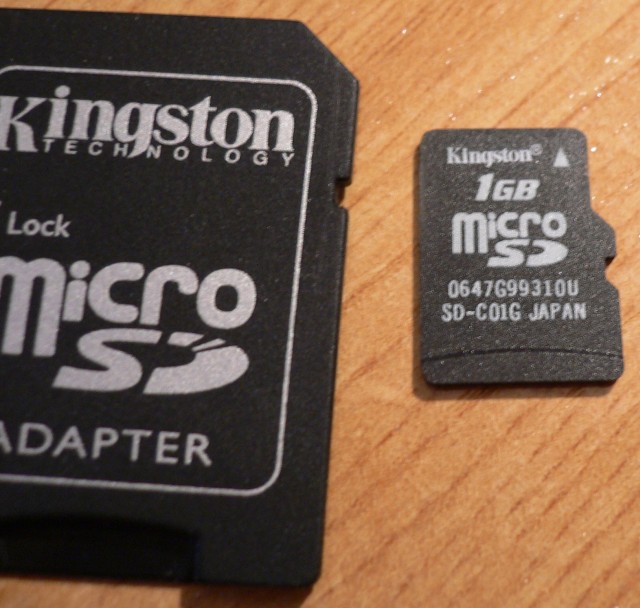 Kingston
TECHNOLOGY
Lock
micro
SD
ADAPTER
Kingston®
1GB
micro
SD
0647G99310U
SD-C01G JAPAN